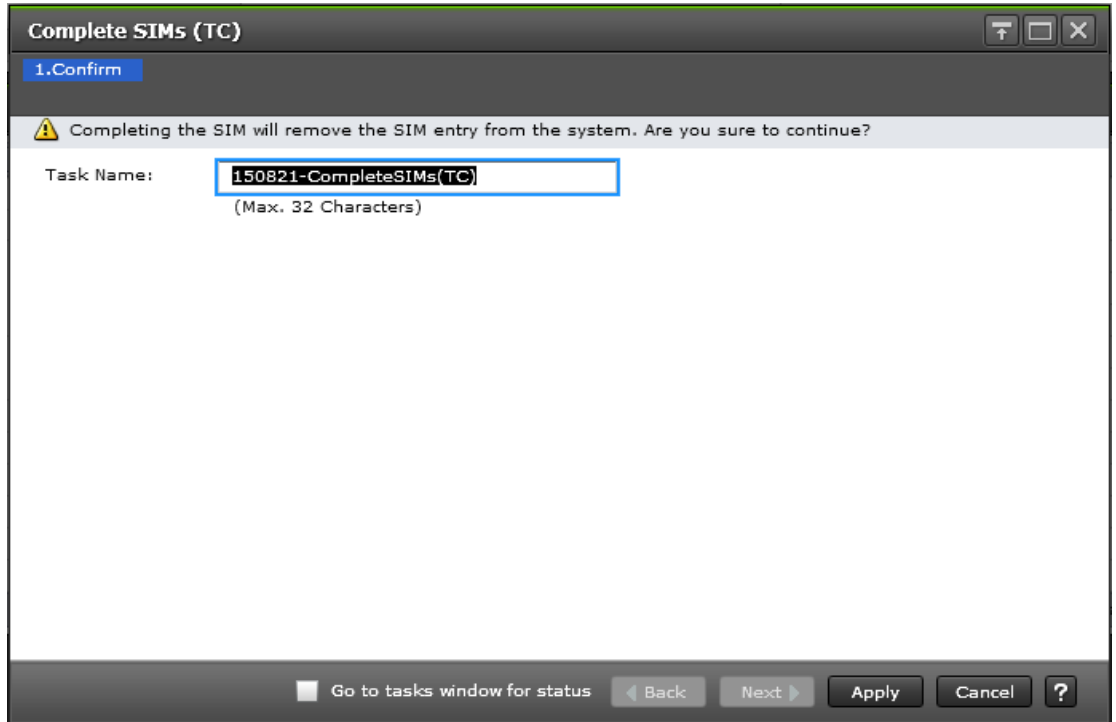 Complete SIMs (TC)
1.Confirm
Completing the SIM will remove the SIM entry from the system. Are you sure to continue?
Task Name: 150821-CompleteSIMs(TC)
(Max. 32 Characters)
Go to tasks window for status Back Next Apply Cancel ?